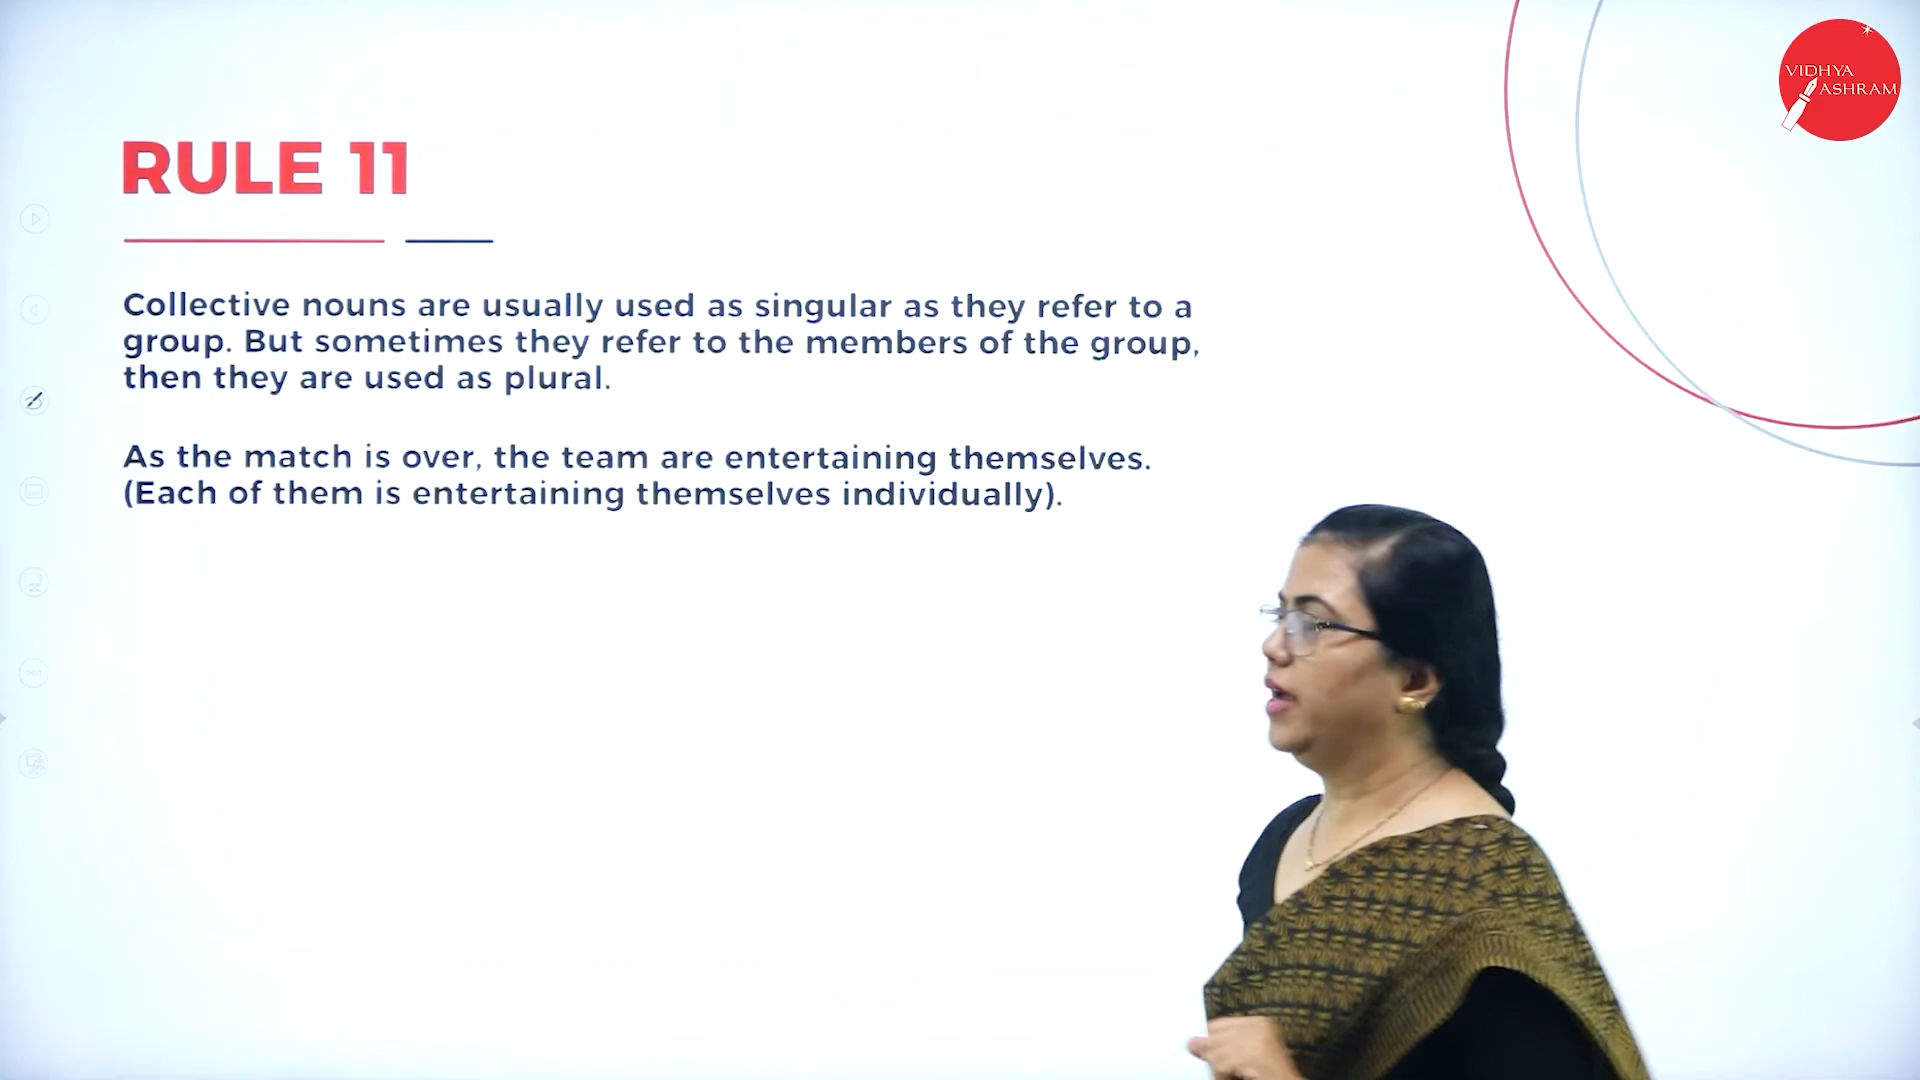 VIDHYA
ASHRAM
RULE 11
Collective nouns are usually used as singular as they refer to a
group. But sometimes they refer to the members of the group,
then they are used as plural.
As the match is over, the team are entertaining themselves.
(Each of them is entertaining themselves individually).